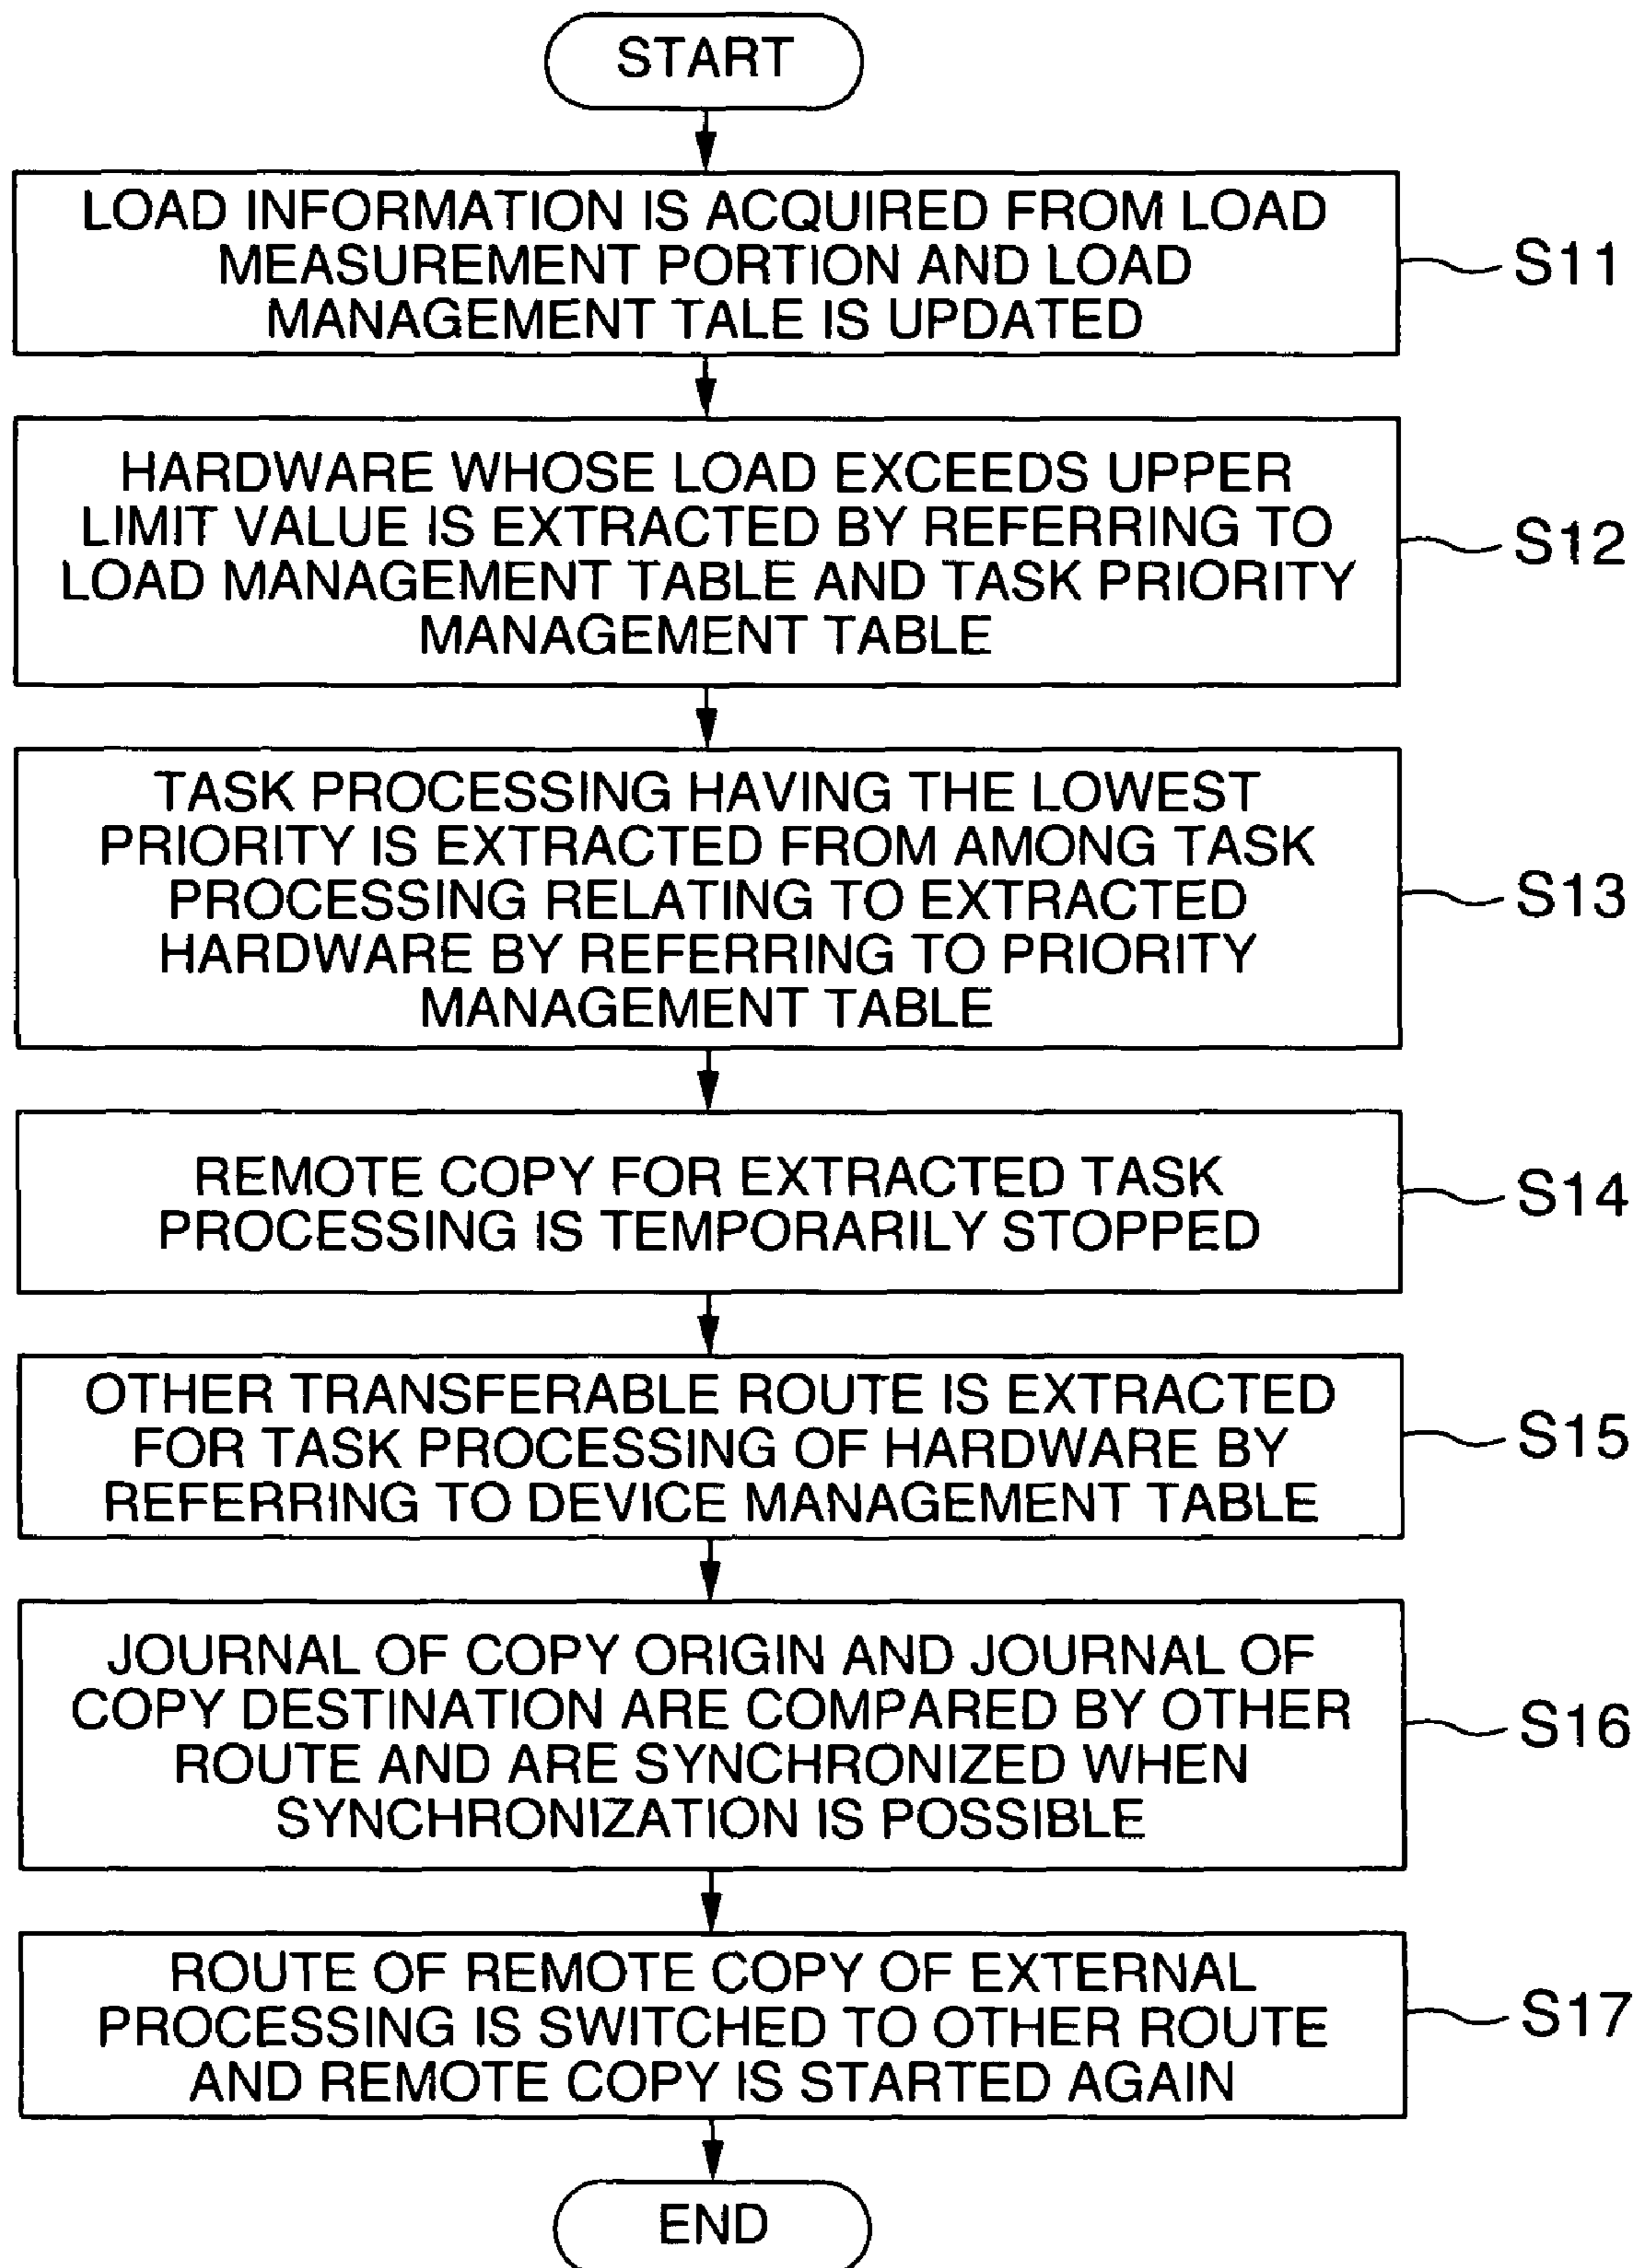 START
LOAD INFORMATION IS ACQUIRED FROM LOAD
MEASUREMENT PORTION AND LOAD
MANAGEMENT TALE IS UPDATED
S11
HARDWARE WHOSE LOAD EXCEEDS UPPER
LIMIT VALUE IS EXTRACTED BY REFERRING TO
LOAD MANAGEMENT TABLE AND TASK PRIORITY
MANAGEMENT TABLE
S12
TASK PROCESSING HAVING THE LOWEST
PRIORITY IS EXTRACTED FROM AMONG TASK
PROCESSING RELATING TO EXTRACTED
HARDWARE BY REFERRING TO PRIORITY
MANAGEMENT TABLE
S13
REMOTE COPY FOR EXTRACTED TASK
PROCESSING IS TEMPORARILY STOPPED
S14
OTHER TRANSFERABLE ROUTE IS EXTRACTED
FOR TASK PROCESSING OF HARDWARE BY
REFERRING TO DEVICE MANAGEMENT TABLE
S15
JOURNAL OF COPY ORIGIN AND JOURNAL OF
COPY DESTINATION ARE COMPARED BY OTHER
ROUTE AND ARE SYNCHRONIZED WHEN
SYNCHRONIZATION IS POSSIBLE
S16
ROUTE OF REMOTE COPY OF EXTERNAL
PROCESSING IS SWITCHED TO OTHER ROUTE
AND REMOTE COPY IS STARTED AGAIN
S17
END